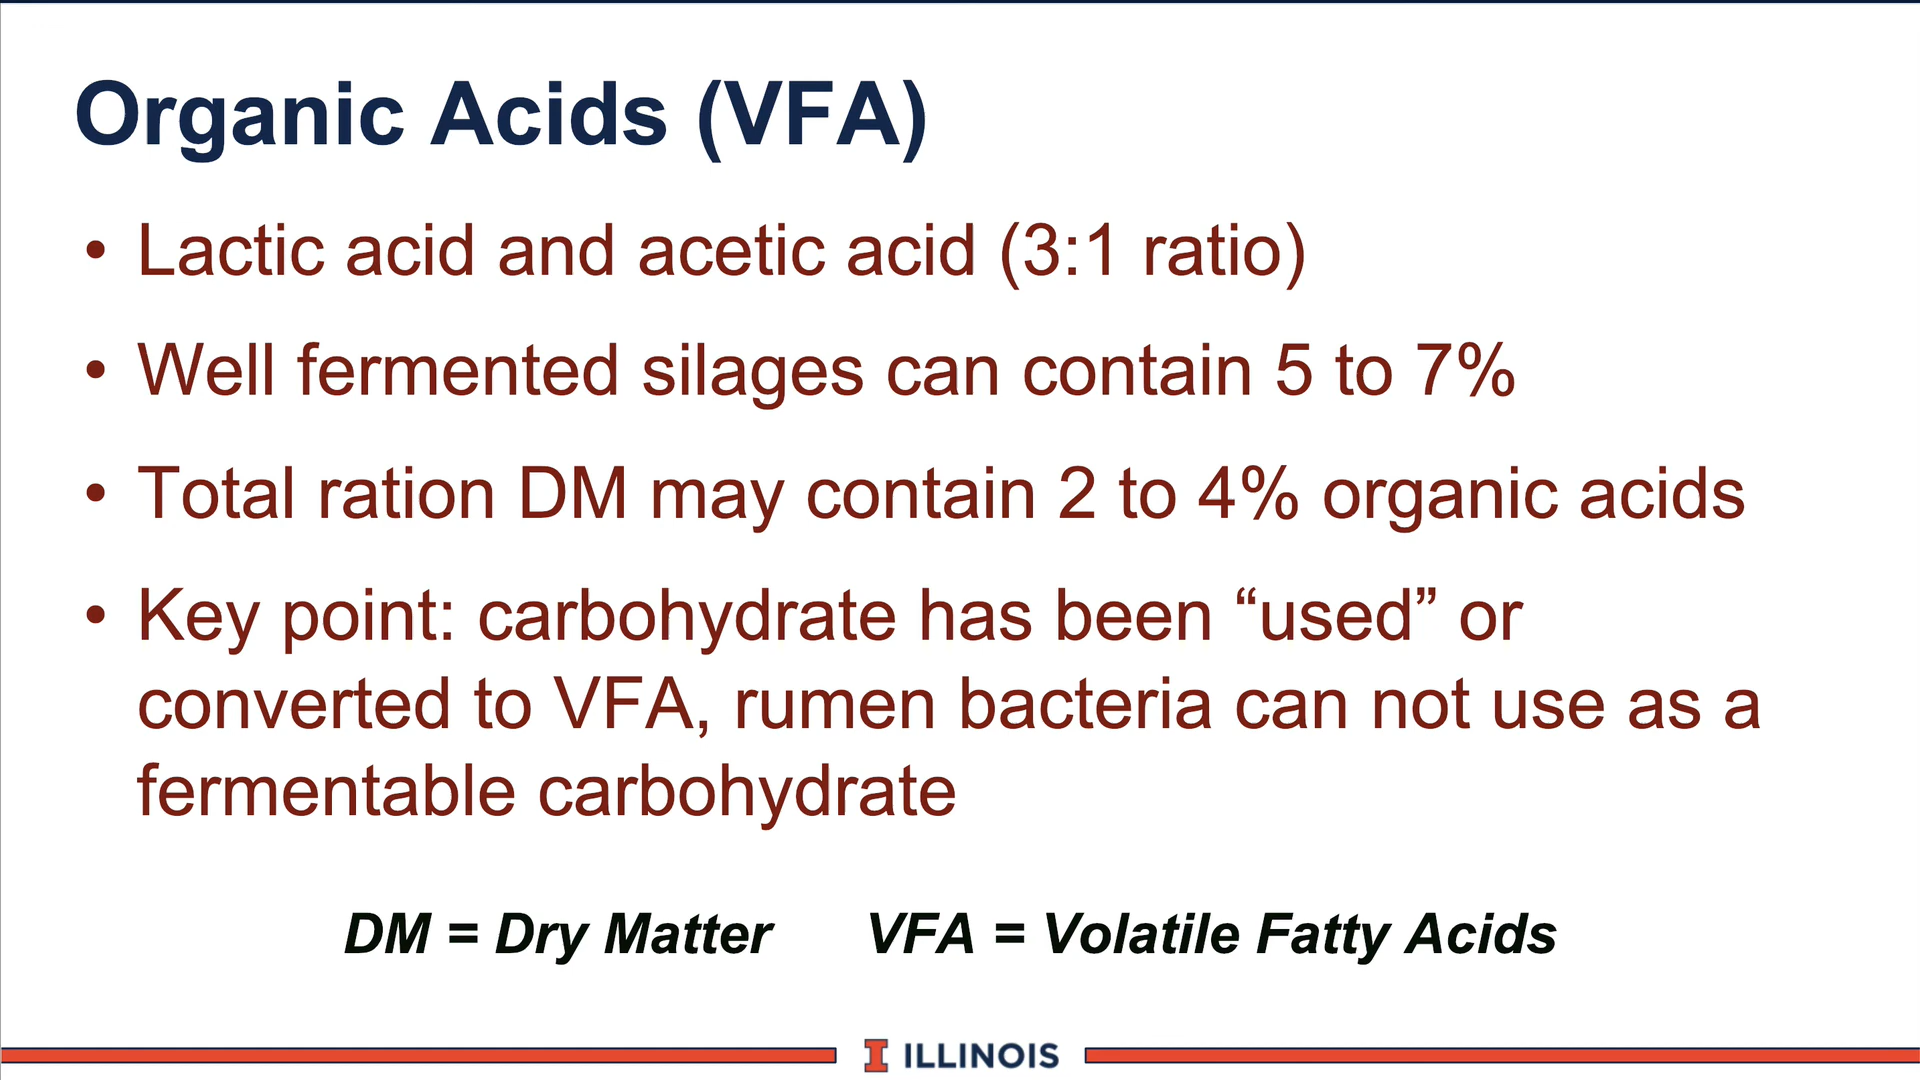 Organic Acids (VFA)
• Lactic acid and acetic acid (3:1 ratio)
• Well fermented silages can contain 5 to 7%
• Total ration DM may contain 2 to 4% organic acids
• Key point: carbohydrate has been “used” or
converted to VFA, rumen bacteria can not use as a
fermentable carbohydrate
DM = Dry Matter VFA = Volatile Fatty Acids
I ILLINOIS